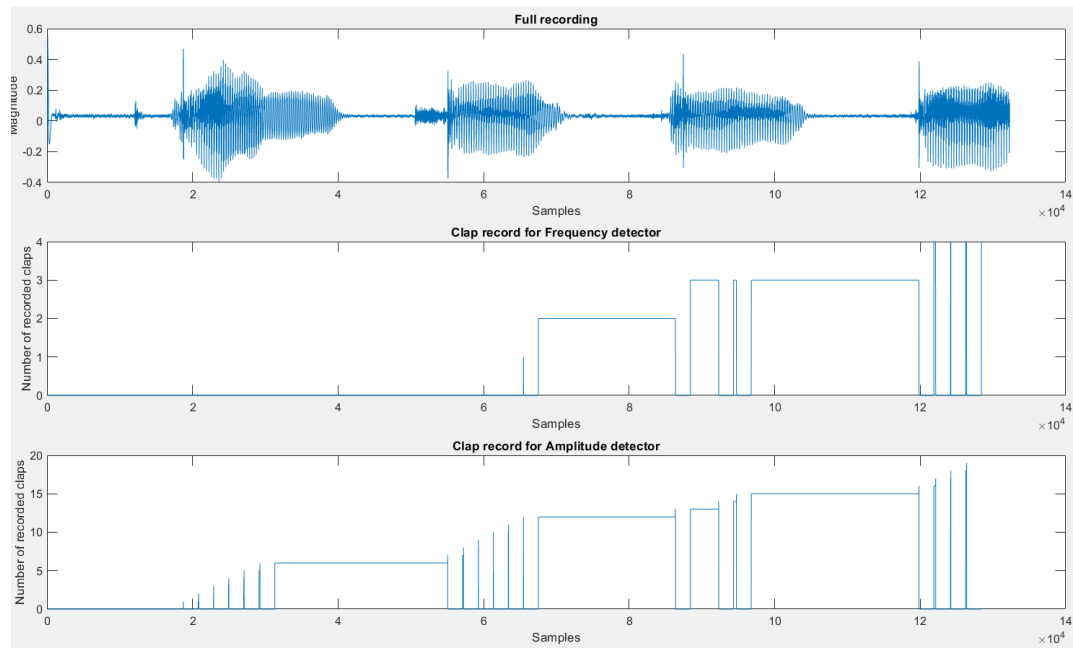 Full recording
0.6
0.4
0.2
0
-0.2
-0.4
Magnitude
0 2 4 6 8 10 12 14
Samples
×10^4
Clap record for Frequency detector
4
3
2
1
0
Number of recorded claps
0 2 4 6 8 10 12 14
Samples
×10^4
Clap record for Amplitude detector
20
15
10
5
0
Number of recorded claps
0 2 4 6 8 10 12 14
Samples
×10^4